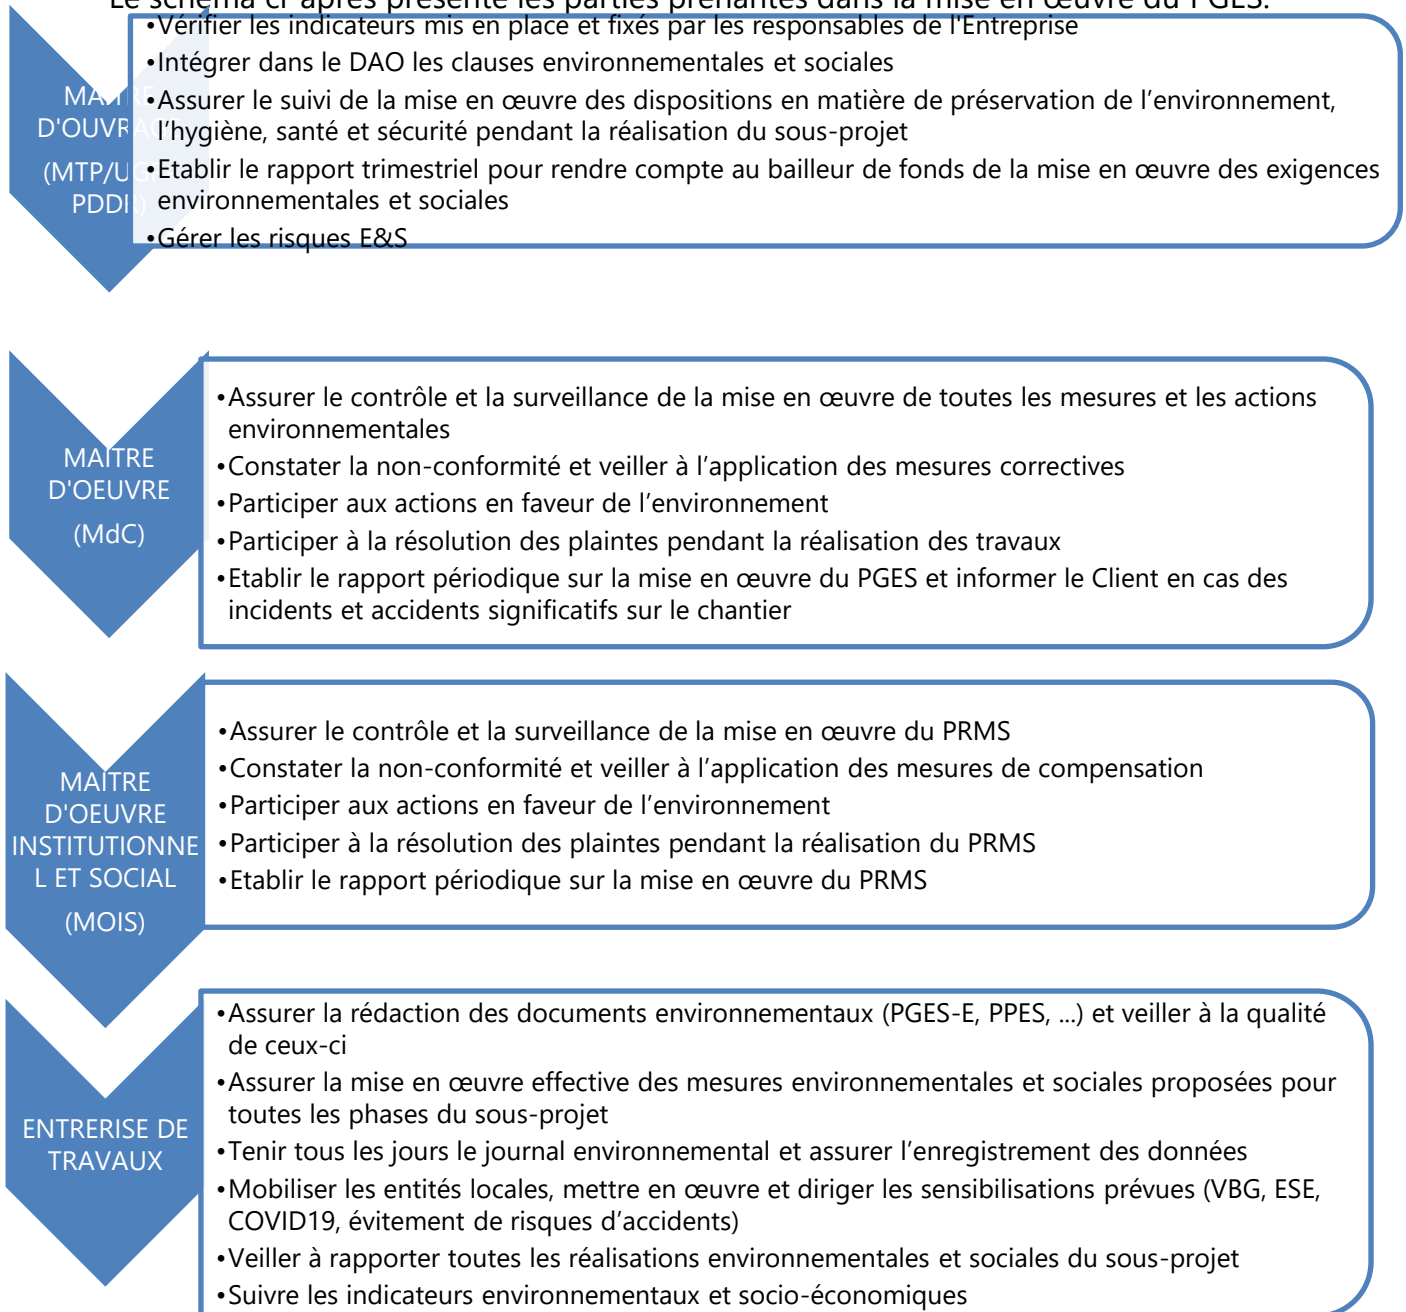 Le schéma ci-après présente les parties prenantes dans la mise en œuvre du PGES.
MAITRE
D'OUVRAGE
(MTP/UGP
PDDR)
•Vérifier les indicateurs mis en place et fixés par les responsables de l'Entreprise
•Intégrer dans le DAO les clauses environnementales et sociales
•Assurer le suivi de la mise en œuvre des dispositions en matière de préservation de l’environnement,
l’hygiène, santé et sécurité pendant la réalisation du sous-projet
•Etablir le rapport trimestriel pour rendre compte au bailleur de fonds de la mise en œuvre des exigences
environnementales et sociales
•Gérer les risques E&S
MAITRE
D'OEUVRE
(MdC)
•Assurer le contrôle et la surveillance de la mise en œuvre de toutes les mesures et les actions
environnementales
•Constater la non-conformité et veiller à l’application des mesures correctives
•Participer aux actions en faveur de l’environnement
•Participer à la résolution des plaintes pendant la réalisation des travaux
•Etablir le rapport périodique sur la mise en œuvre du PGES et informer le Client en cas des
incidents et accidents significatifs sur le chantier
MAITRE
D'OEUVRE
INSTITUTIONNE
L ET SOCIAL
(MOIS)
•Assurer le contrôle et la surveillance de la mise en œuvre du PRMS
•Constater la non-conformité et veiller à l’application des mesures de compensation
•Participer aux actions en faveur de l’environnement
•Participer à la résolution des plaintes pendant la réalisation du PRMS
•Etablir le rapport périodique sur la mise en œuvre du PRMS
ENTRERISE DE
TRAVAUX
•Assurer la rédaction des documents environnementaux (PGES-E, PPES, ...) et veiller à la qualité
de ceux-ci
•Assurer la mise en œuvre effective des mesures environnementales et sociales proposées pour
toutes les phases du sous-projet
•Tenir tous les jours le journal environnemental et assurer l’enregistrement des données
•Mobiliser les entités locales, mettre en œuvre et diriger les sensibilisations prévues (VBG, ESE,
COVID19, évitement de risques d’accidents)
•Veiller à rapporter toutes les réalisations environnementales et sociales du sous-projet
•Suivre les indicateurs environnementaux et socio-économiques